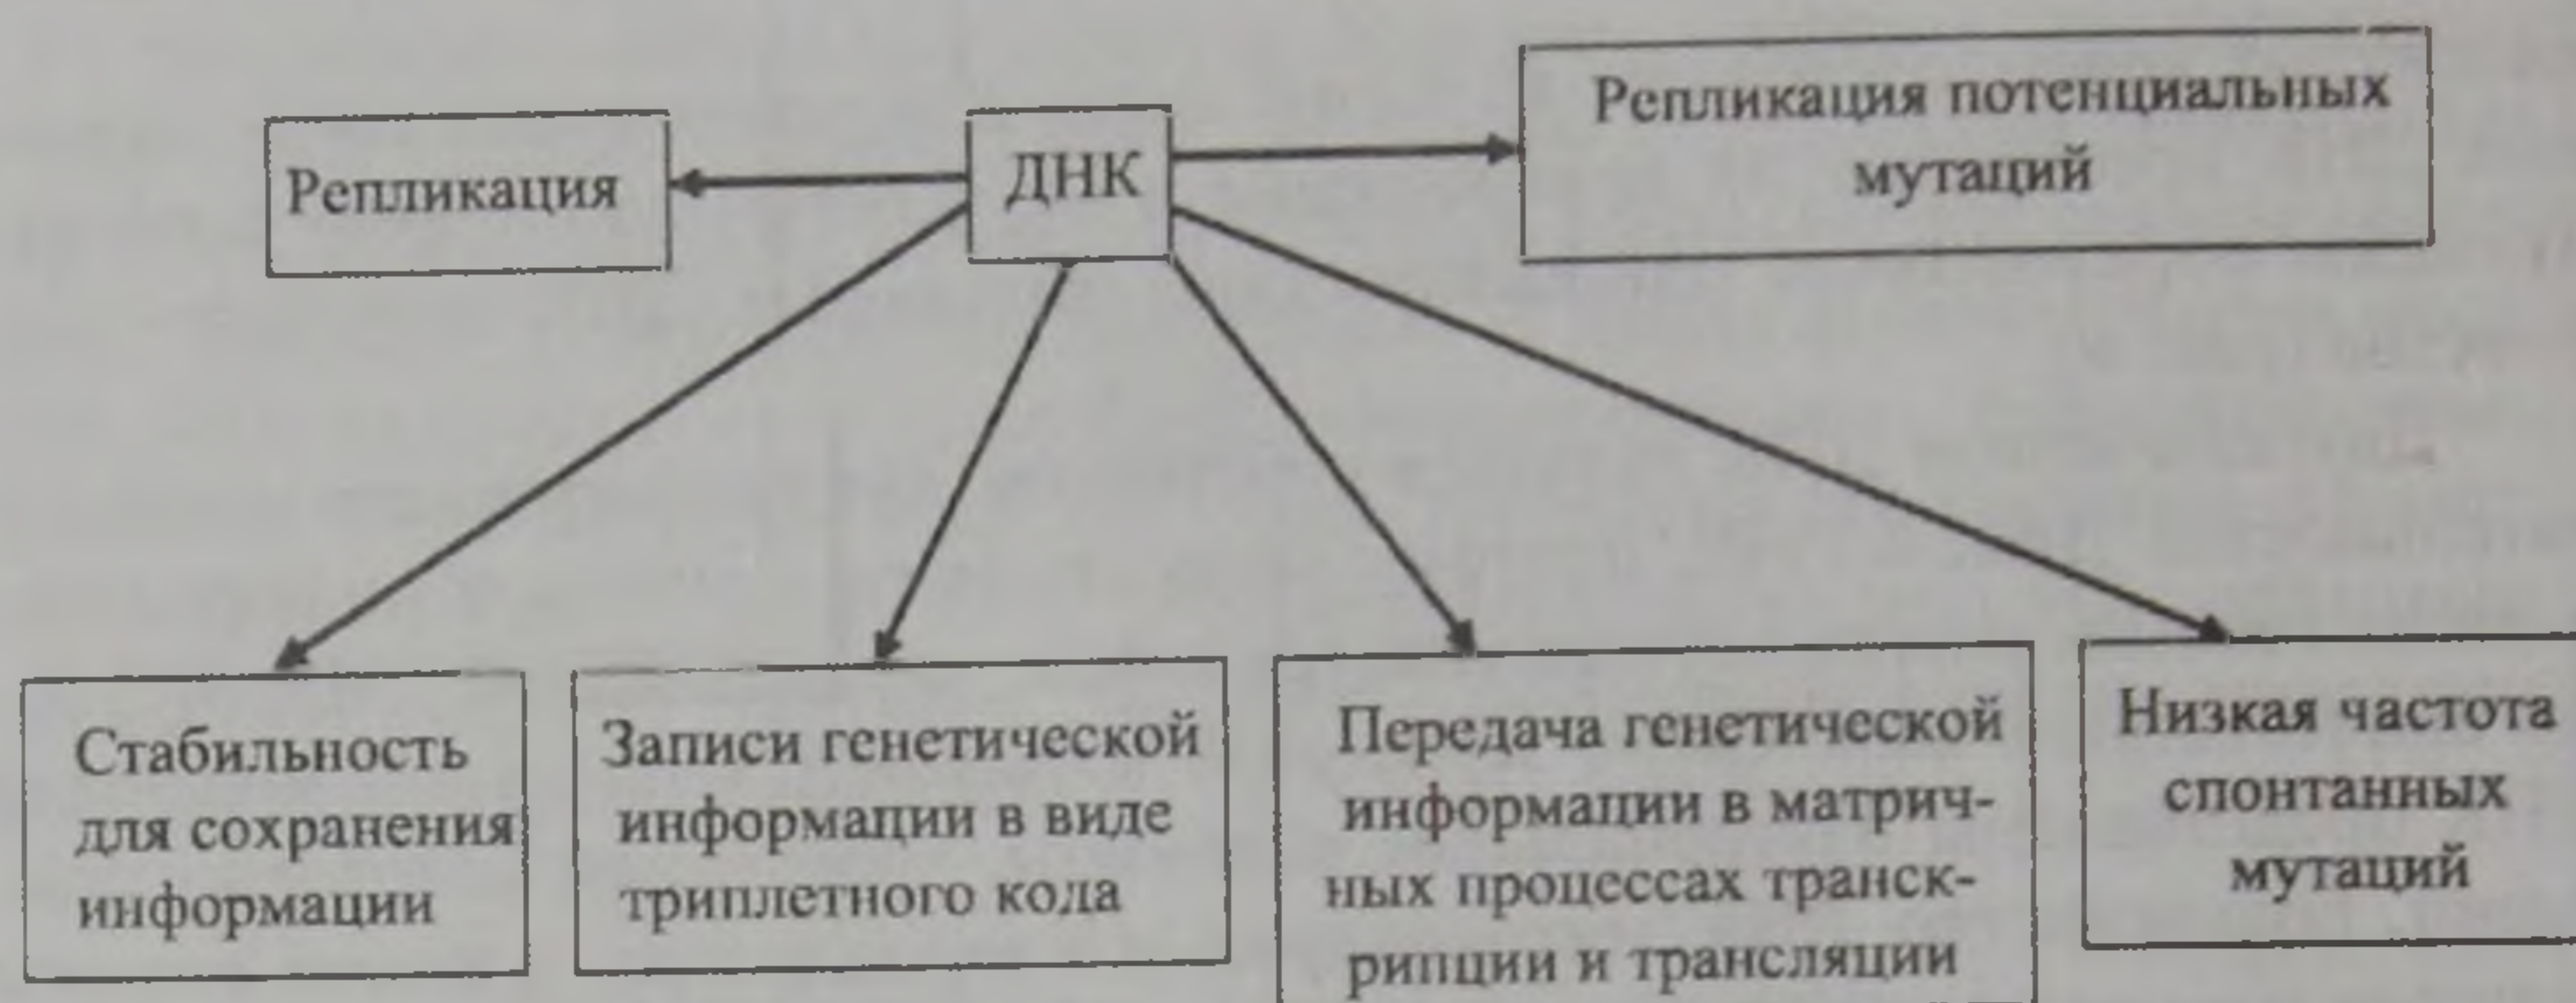 Репликация
ДНК
Репликация потенциальных
мутаций
Стабильность
для сохранения
информации
Записи генетической
информации в виде
триплетного кода
Передача генетической
информации в матрич-
ных процессах транск-
рипции и трансляции
Низкая частота
спонтанных
мутаций